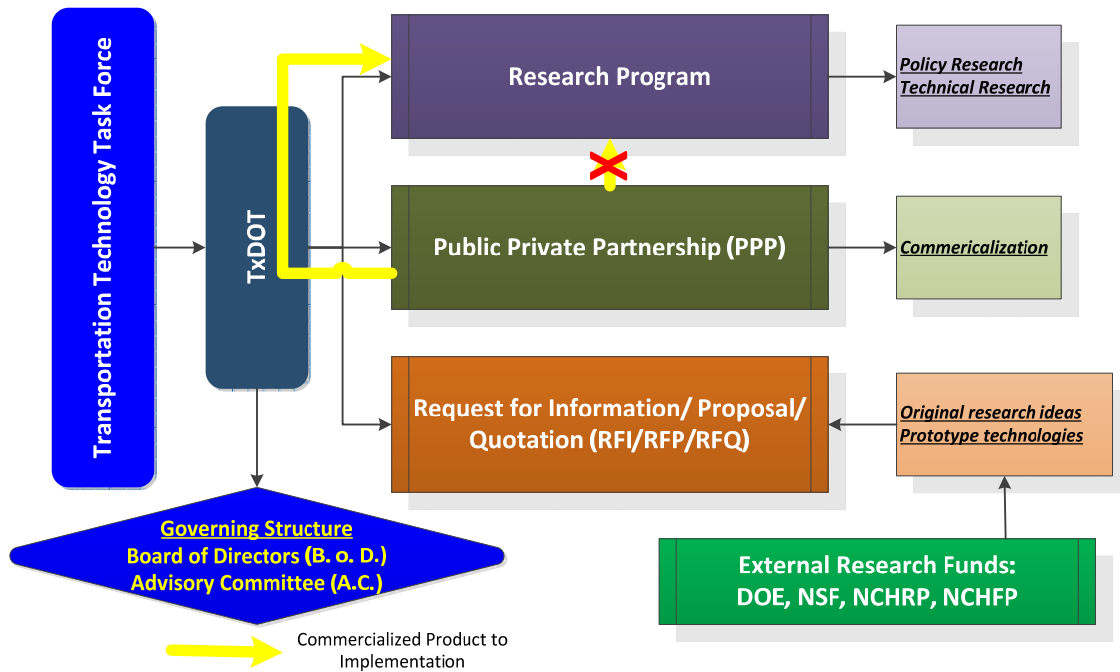 Transportation Technology Task Force
TxDOT
Research Program
Policy Research
Technical Research
Public Private Partnership (PPP)
Commericalization
Request for Information/ Proposal/
Quotation (RFI/RFP/RFQ)
Original research ideas
Prototype technologies
Governing Structure
Board of Directors (B. o D.)
Advisory Committee (A.C.)
External Research Funds:
DOE, NSF, NCHRP, NCHFP
Commercialized Product to
Implementation